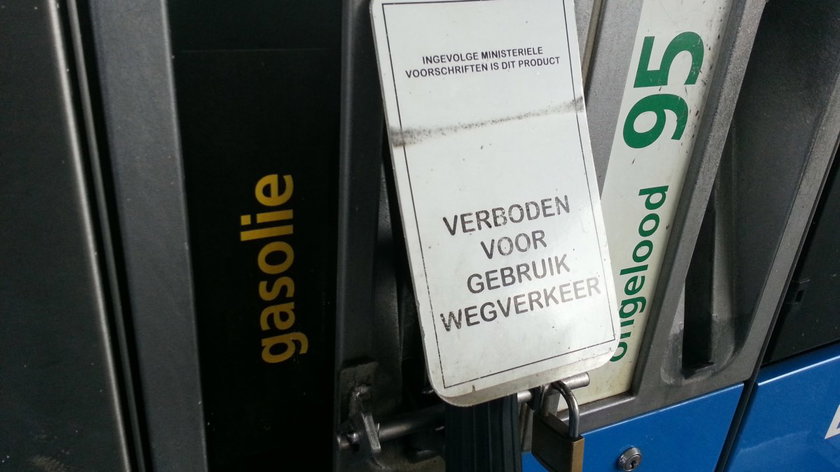 gasolie
INGEVOLGE MINISTERIELE
VOORSCHRIFTEN IS DIT PRODUCT
VERBODEN
VOOR
GEBRUIK
WEGVERKEER
ongelood 95